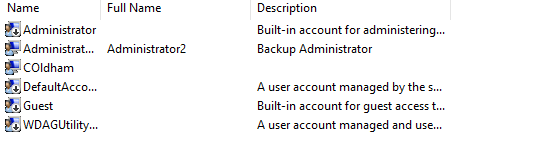 Name Full Name Description
Administrator Built-in account for administering...
Administrat... Administrator2 Backup Administrator
COldham
DefaultAcco... A user account managed by the s...
Guest Built-in account for guest access t...
WDAGUtility... A user account managed and use...